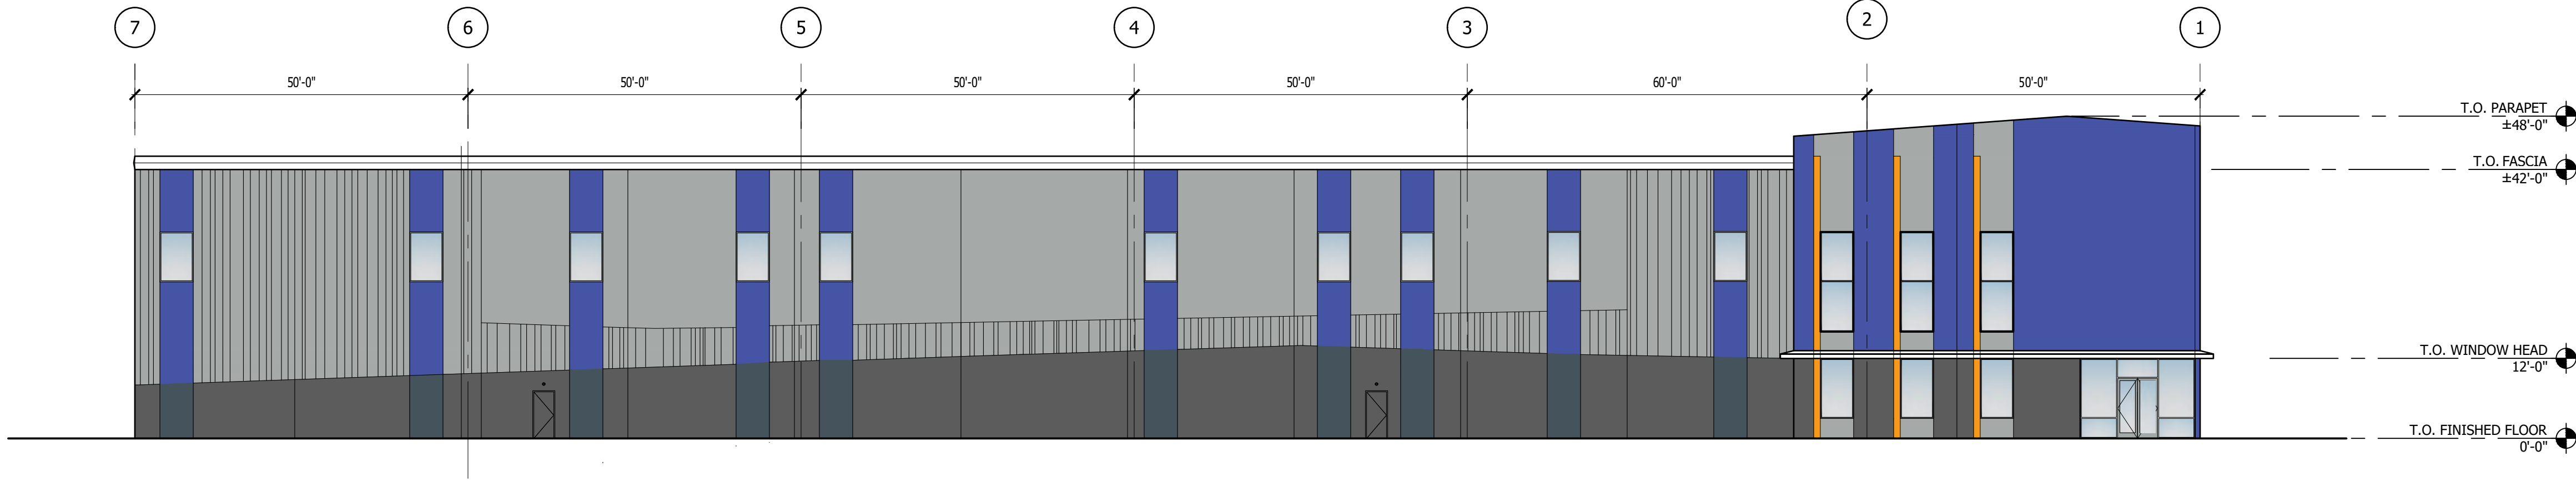 7 6 5 4 3 2 1
50'-0" 50'-0" 50'-0" 50'-0" 60'-0" 50'-0"
T.O. PARAPET
±48'-0"
T.O. FASCIA
±42'-0"
T.O. WINDOW HEAD
12'-0"
T.O. FINISHED FLOOR
0'-0"